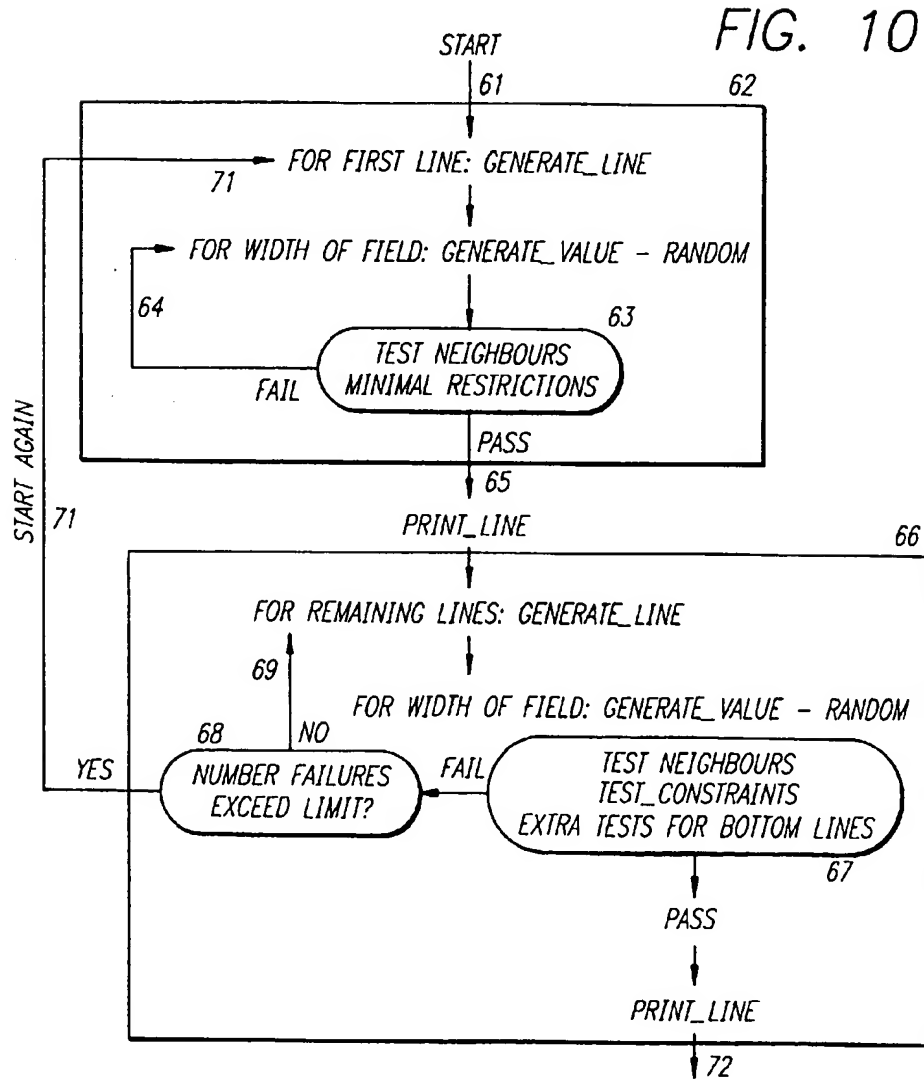 FIG. 10
START
61
62
FOR FIRST LINE: GENERATE_LINE
71
FOR WIDTH OF FIELD: GENERATE_VALUE - RANDOM
64
63
TEST NEIGHBOURS
MINIMAL RESTRICTIONS
FAIL
PASS
65
START AGAIN
71
PRINT_LINE
66
FOR REMAINING LINES: GENERATE_LINE
69
FOR WIDTH OF FIELD: GENERATE_VALUE - RANDOM
68
NO
YES
NUMBER FAILURES
EXCEED LIMIT?
FAIL
TEST NEIGHBOURS
TEST_CONSTRAINTS
EXTRA TESTS FOR BOTTOM LINES
67
PASS
PRINT_LINE
72